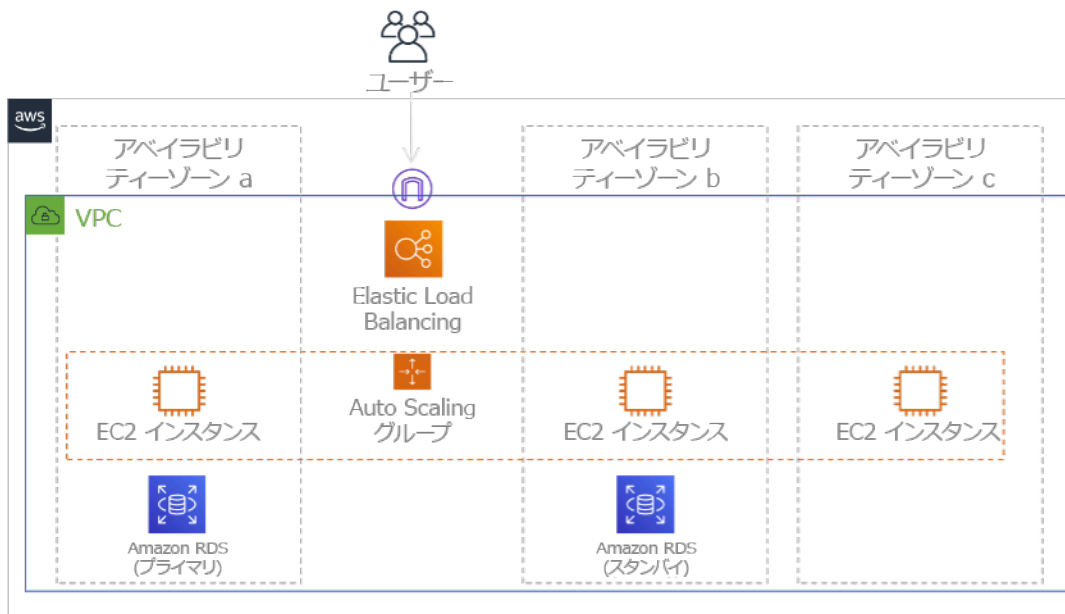 ユーザー
aws
アベイラビリ
ティーゾーン a
アベイラビリ
ティーゾーン b
アベイラビリ
ティーゾーン c
VPC
Elastic Load
Balancing
Auto Scaling
グループ
EC2 インスタンス
EC2 インスタンス
EC2 インスタンス
Amazon RDS
(プライマリ)
Amazon RDS
(スタンバイ)